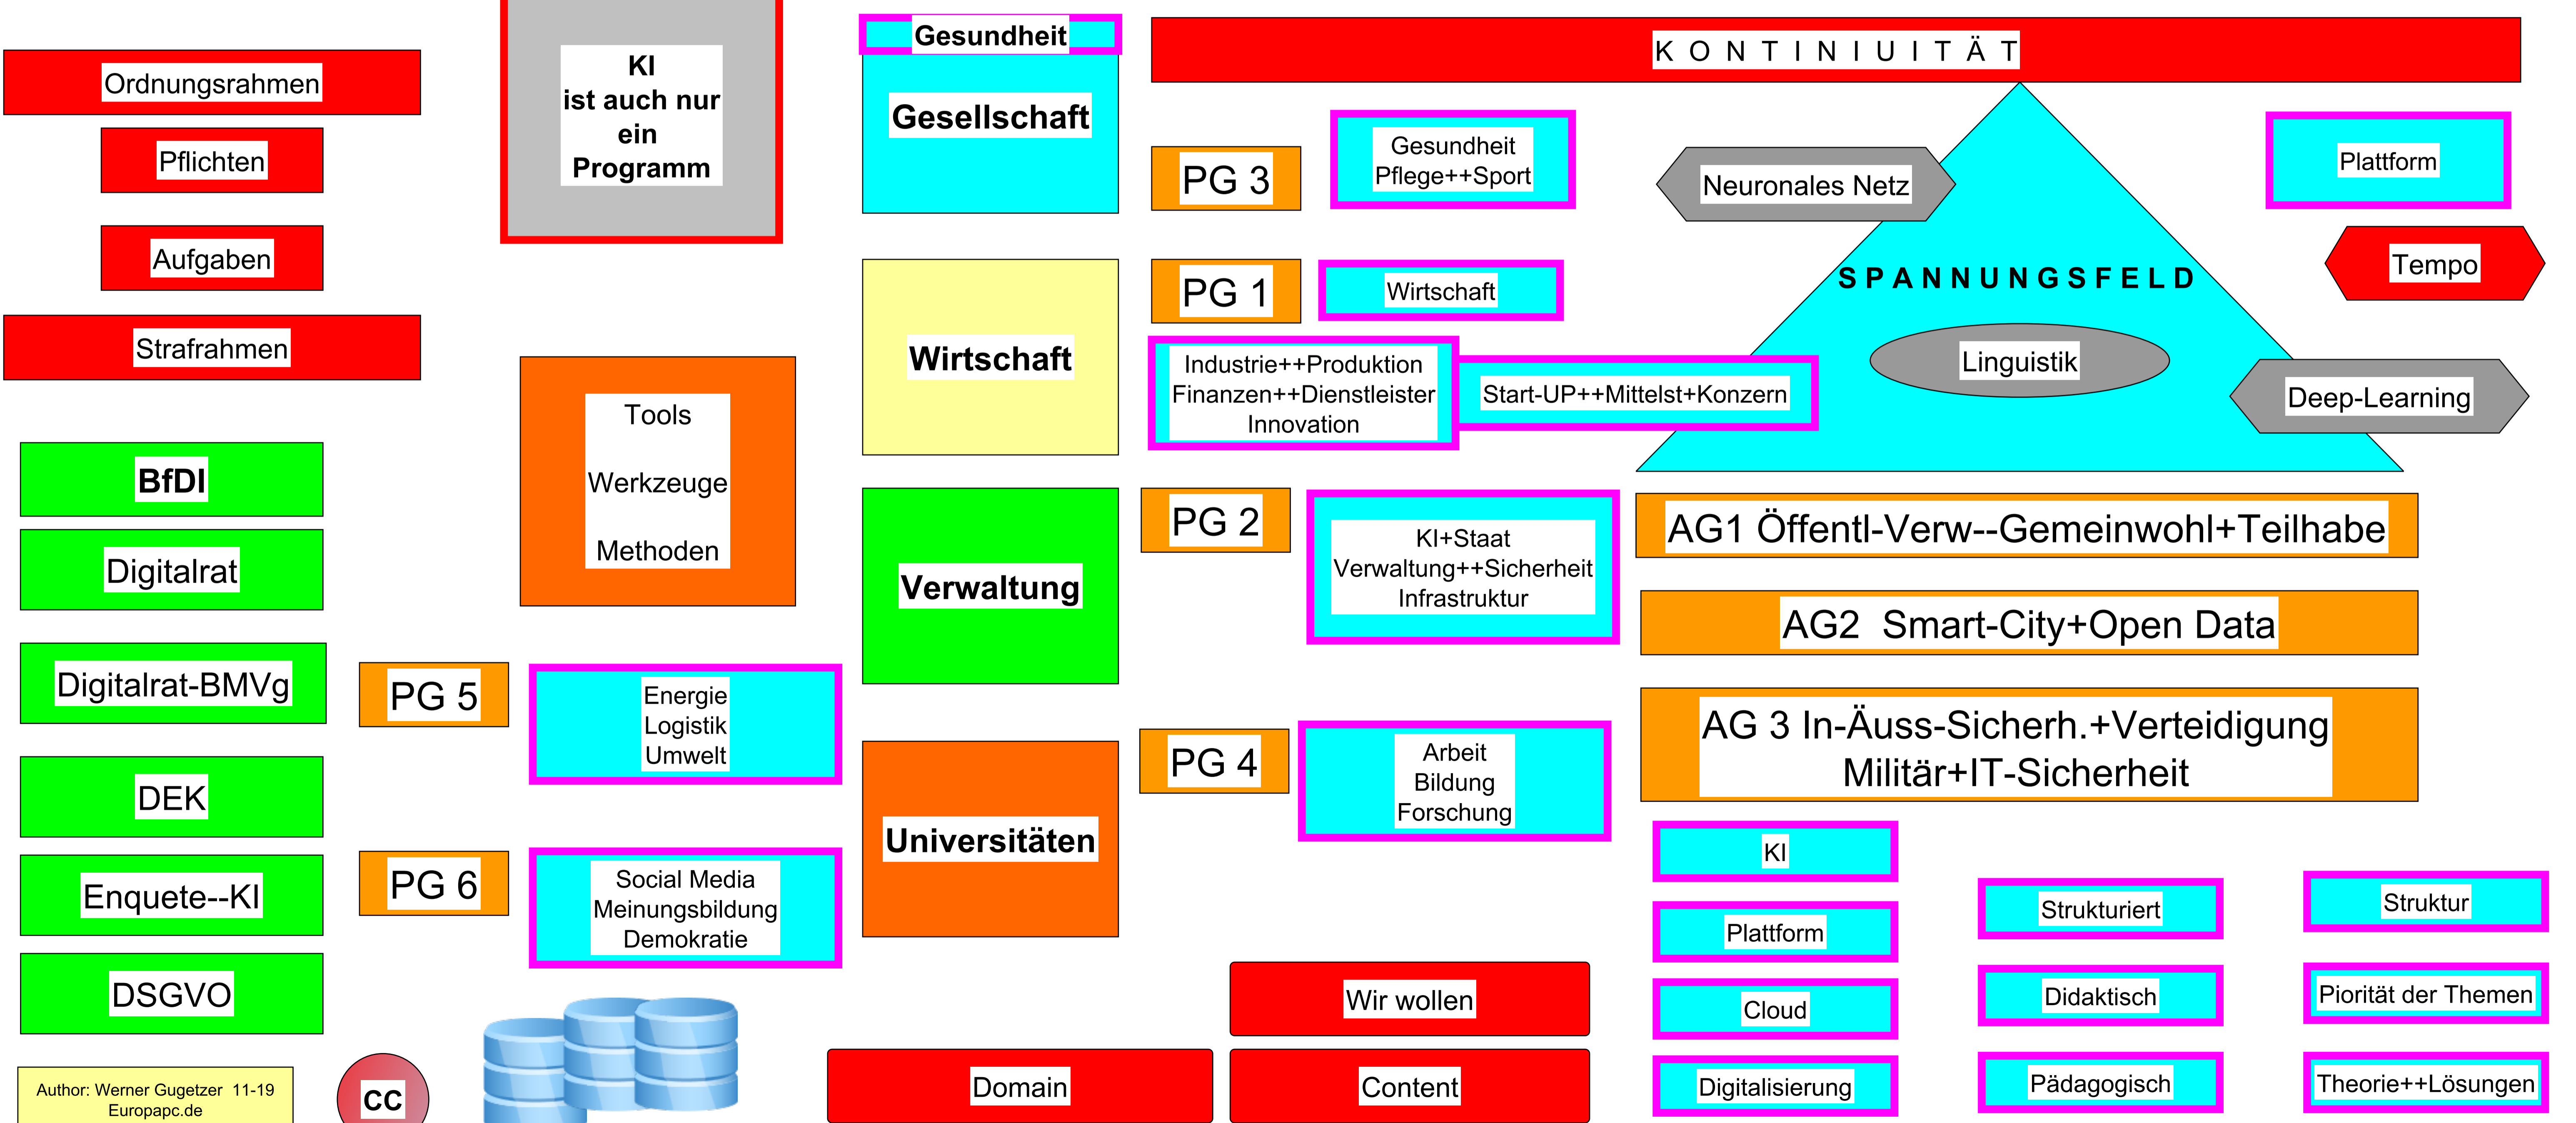 Ordnungsrahmen
Pflichten
Aufgaben
Strafrahmen
BfDI
Digitalrat
Digitalrat-BMVg
DEK
Enquete--KI
DSGVO
Author: Werner Gugetzer 11-19
Europapc.de
CC
KI
ist auch nur
ein
Programm
Tools
Werkzeuge
Methoden
PG 5
Energie
Logistik
Umwelt
PG 6
Social Media
Meinungsbildung
Demokratie
Gesundheit
Gesellschaft
Wirtschaft
Verwaltung
Universitäten
Domain
Wir wollen
Content
K O N T I N I U I T Ä T
PG 3
Gesundheit
Pflege++Sport
PG 1
Wirtschaft
Industrie++Produktion
Finanzen++Dienstleister
Innovation
Start-UP++Mittelst+Konzern
PG 2
KI+Staat
Verwaltung++Sicherheit
Infrastruktur
PG 4
Arbeit
Bildung
Forschung
Neuronales Netz
S P A N N U N G S F E L D
Linguistik
Plattform
Tempo
Deep-Learning
AG1 Öffentl-Verw--Gemeinwohl+Teilhabe
AG2 Smart-City+Open Data
AG 3 In-Äuss-Sicherh.+Verteidigung
Militär+IT-Sicherheit
KI
Plattform
Cloud
Digitalisierung
Strukturiert
Didaktisch
Pädagogisch
Struktur
Piorität der Themen
Theorie++Lösungen